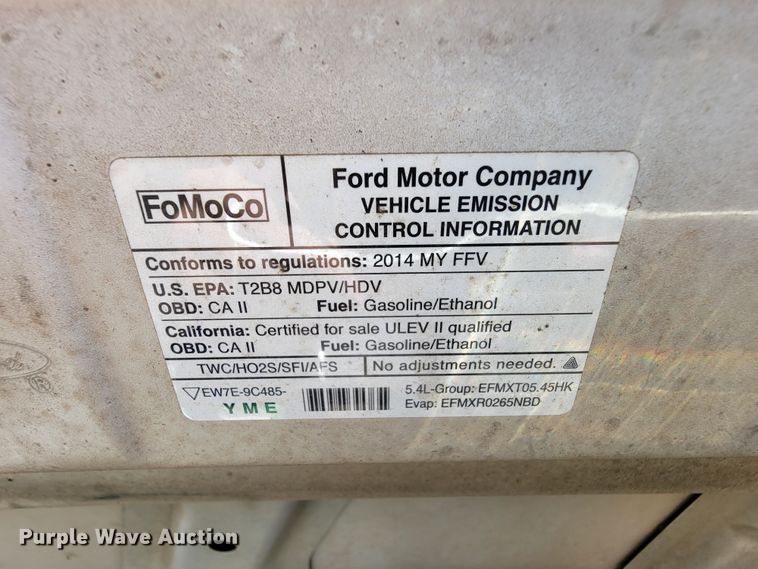 FoMoCo
Ford Motor Company
VEHICLE EMISSION
CONTROL INFORMATION
Conforms to regulations: 2014 MY FFV
U.S. EPA: T2B8 MDPV/HDV
OBD: CA II Fuel: Gasoline/Ethanol
California: Certified for sale ULEV II qualified
OBD: CA II Fuel: Gasoline/Ethanol
TWC/HO2S/SFI/AFS No adjustments needed.
EW7E-9C485- 5.4L-Group: EFMXT05.45HK
YME Evap: EFMXR0265NBD
Ford ®
Purple Wave Auction